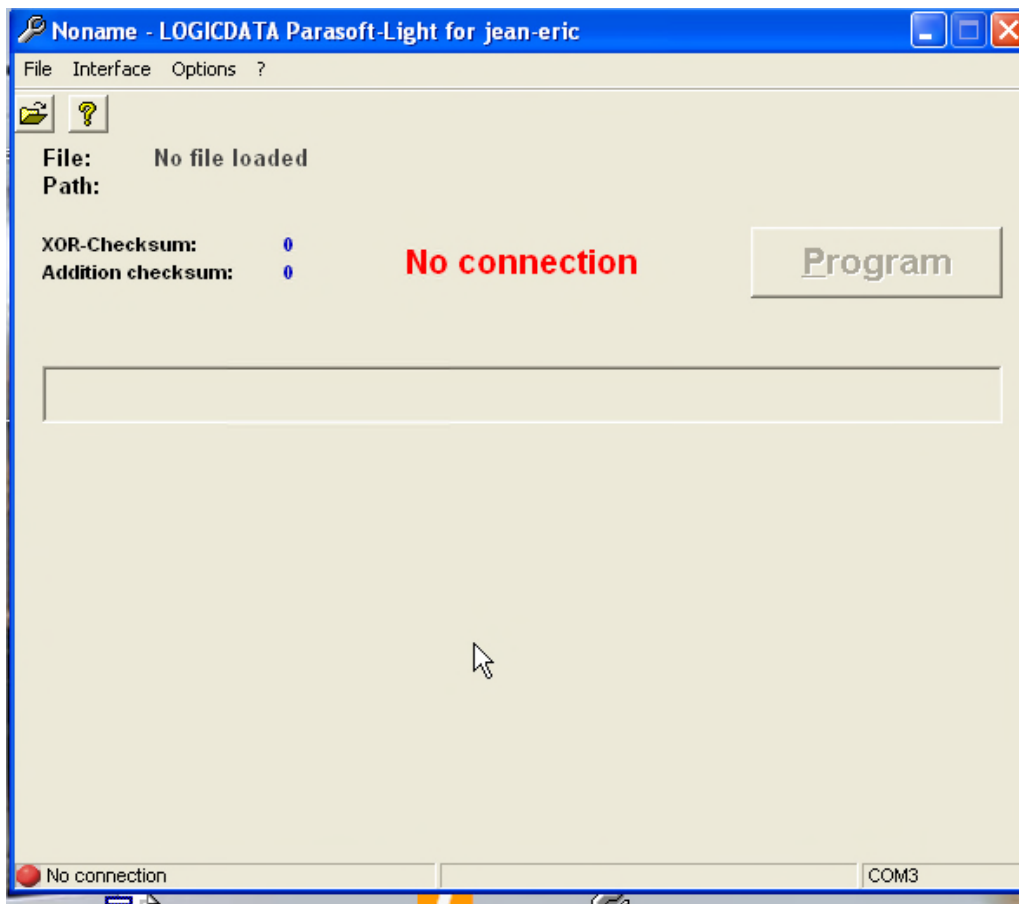 Noname - LOGICDATA Parasoft-Light for jean-eric
File Interface Options ?
File: No file loaded
Path:
XOR-Checksum: 0
Addition checksum: 0
No connection
Program
No connection COM3